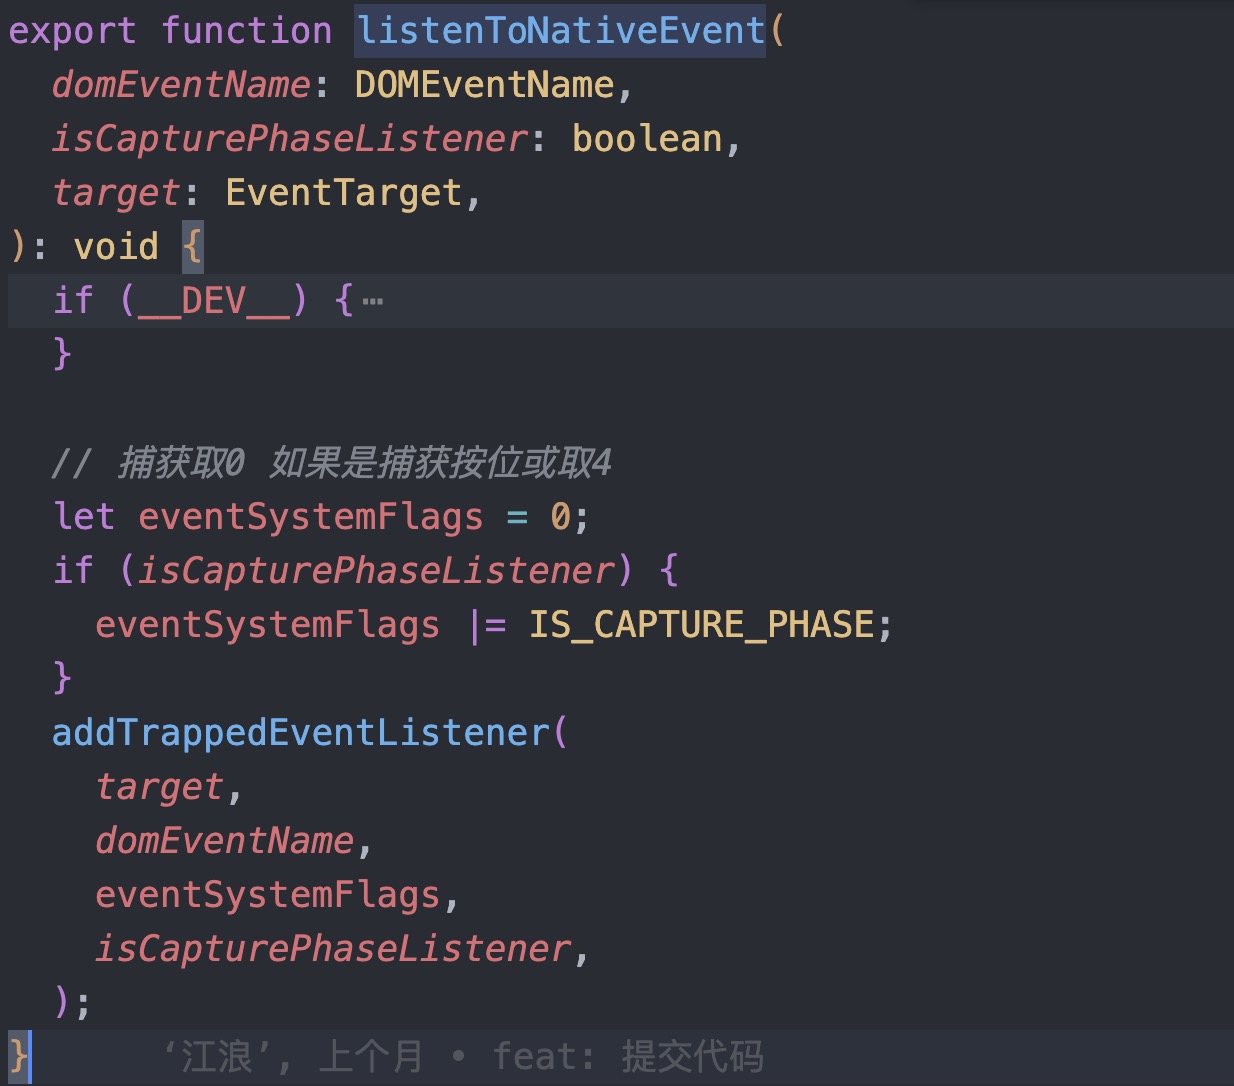 export function listenToNativeEvent(
  domEventName: DOMEventName,
  isCapturePhaseListener: boolean,
  target: EventTarget,
): void {
  if (__DEV__) {…
  }

  // 捕获取0 如果是捕获按位或取4
  let eventSystemFlags = 0;
  if (isCapturePhaseListener) {
    eventSystemFlags |= IS_CAPTURE_PHASE;
  }
  addTrappedEventListener(
    target,
    domEventName,
    eventSystemFlags,
    isCapturePhaseListener,
  );
}      ‘江浪’, 上个月 • feat: 提交代码